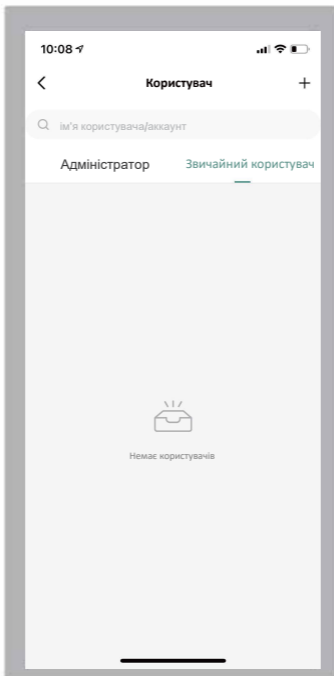 10:08
Користувач
ім'я користувача/аккаунт
Адміністратор Звичайний користувач
Немає користувачів